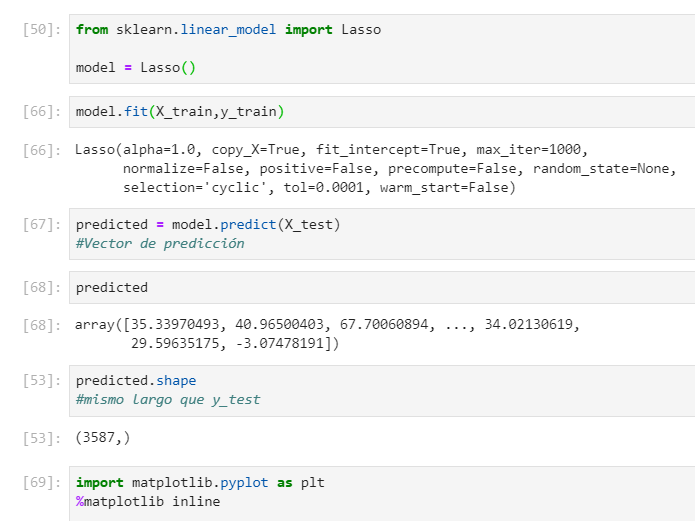 [50]: from sklearn.linear_model import Lasso
model = Lasso()
[66]: model.fit(X_train,y_train)
[66]: Lasso(alpha=1.0, copy_X=True, fit_intercept=True, max_iter=1000,
normalize=False, positive=False, precompute=False, random_state=None,
selection='cyclic', tol=0.0001, warm_start=False)
[67]: predicted = model.predict(X_test)
#Vector de predicción
[68]: predicted
[68]: array([35.33970493, 40.96500403, 67.70060894, ..., 34.02130619,
29.59635175, -3.07478191])
[53]: predicted.shape
#mismo largo que y_test
[53]: (3587,)
[69]: import matplotlib.pyplot as plt
%matplotlib inline